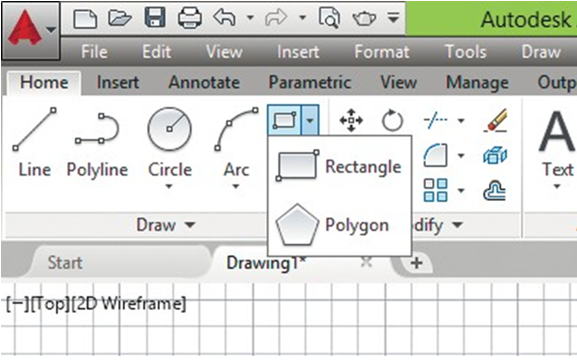 Autodesk
File Edit View Insert Format Tools Draw
Home Insert Annotate Parametric View Manage Outp
Line Polyline Circle Arc
Rectangle
Text
Polygon
Draw dify
Start Drawing1*
[−][Top][2D Wireframe]